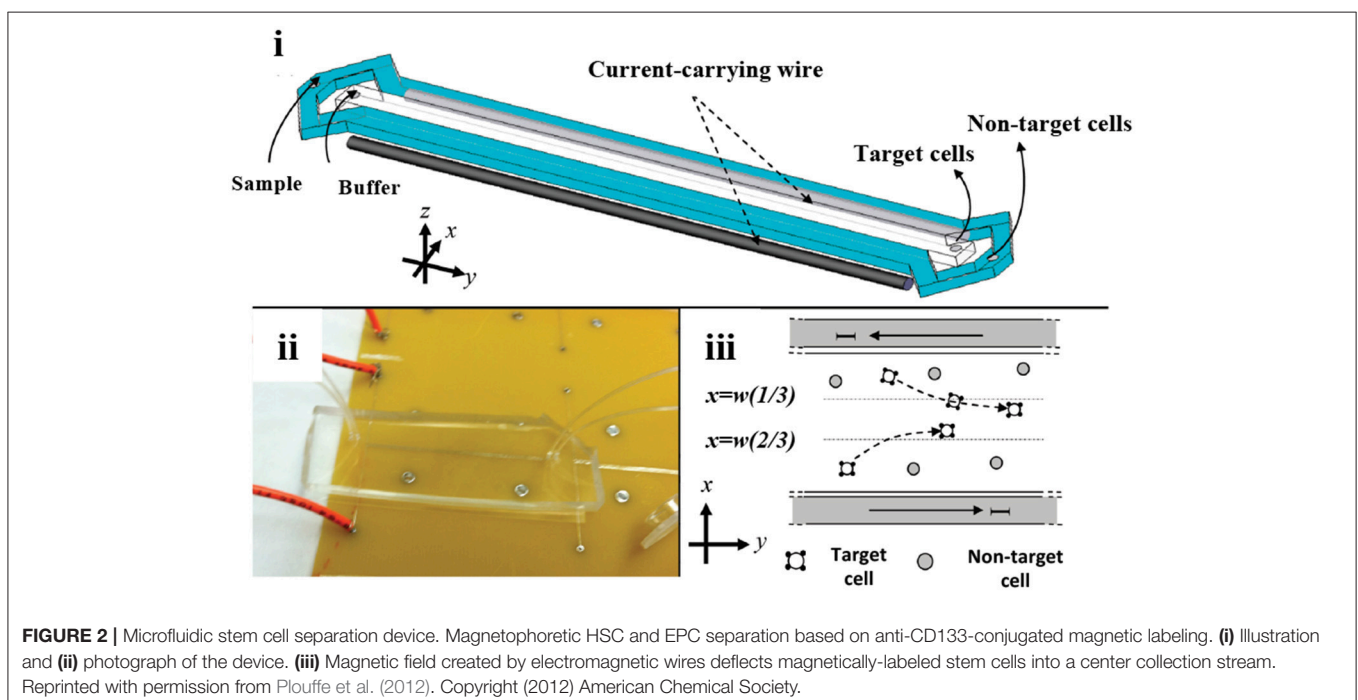 i
Current-carrying wire
Non-target cells
Target cells
Sample
Buffer
z
x
y
ii
iii
x=w(1/3)
x=w(2/3)
x
y
Target
cell
Non-target
cell
FIGURE 2 | Microfluidic stem cell separation device. Magnetophoretic HSC and EPC separation based on anti-CD133-conjugated magnetic labeling. (i) Illustration
and (ii) photograph of the device. (iii) Magnetic field created by electromagnetic wires deflects magnetically-labeled stem cells into a center collection stream.
Reprinted with permission from Plouffe et al. (2012). Copyright (2012) American Chemical Society.